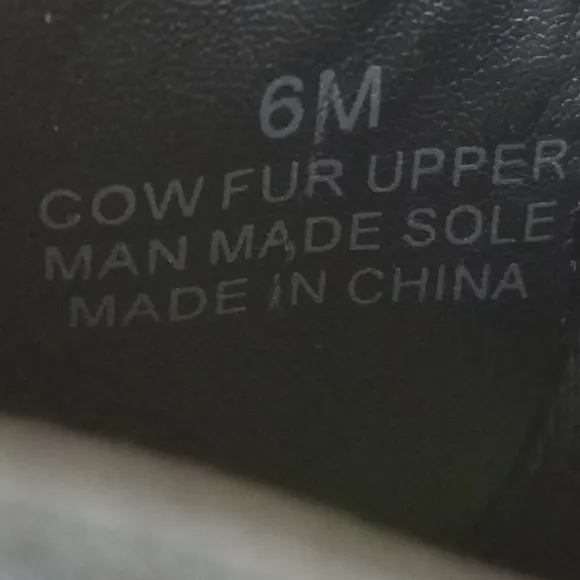 6M
COW FUR UPPER
MAN MADE SOLE
MADE IN CHINA